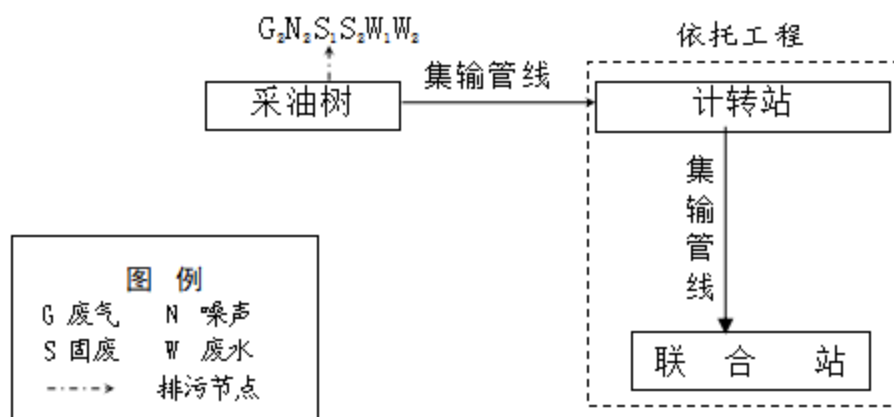 G₂N₂S₁S₂W₁W₂
依托工程
采油树
集输管线
计转站
集输管线
联合站
图例
G 废气 N 噪声
S 固废 W 废水
排污节点